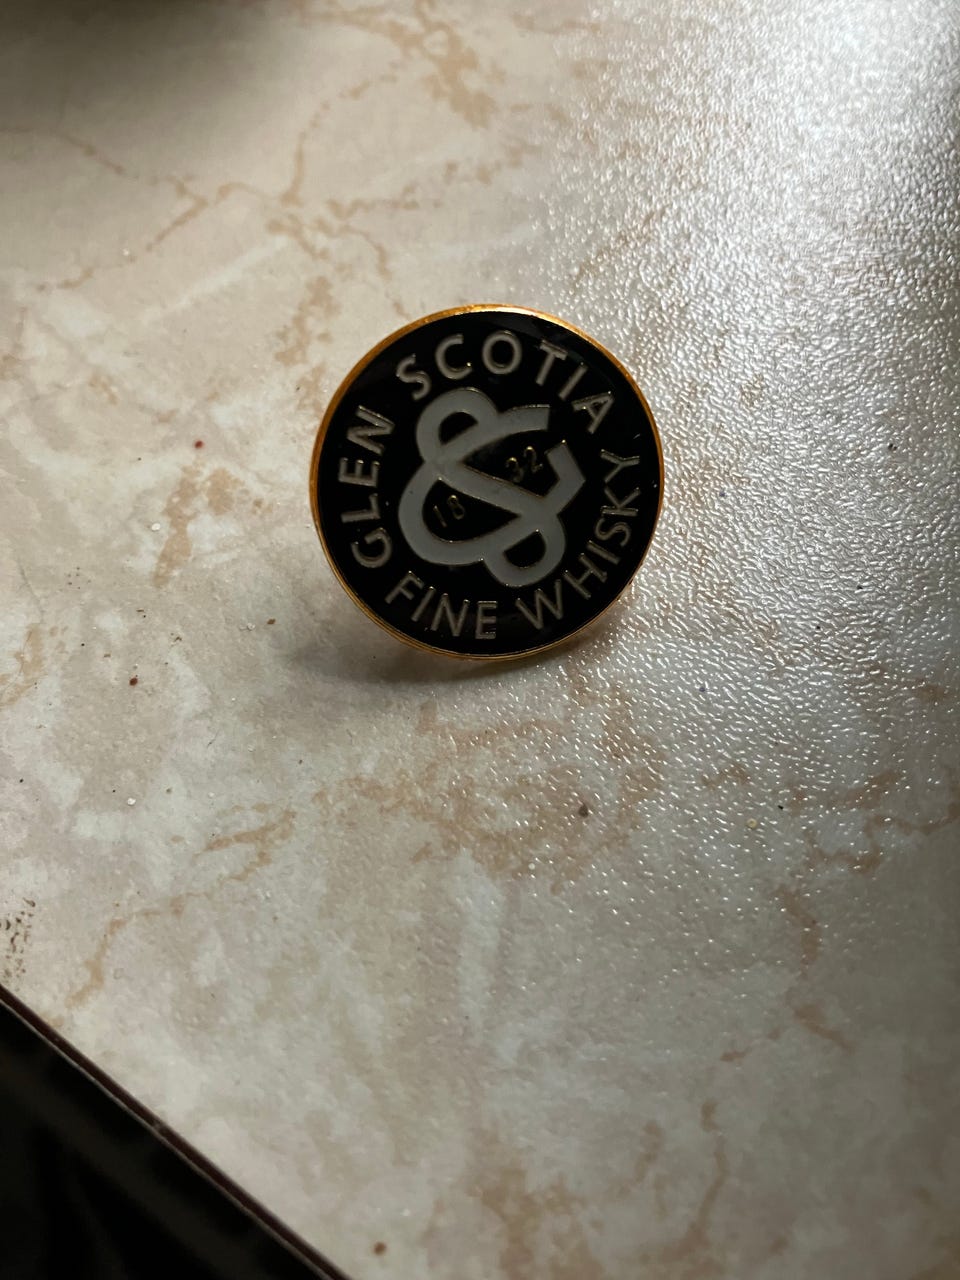 GLEN SCOTIA
18 32
FINE WHISKY